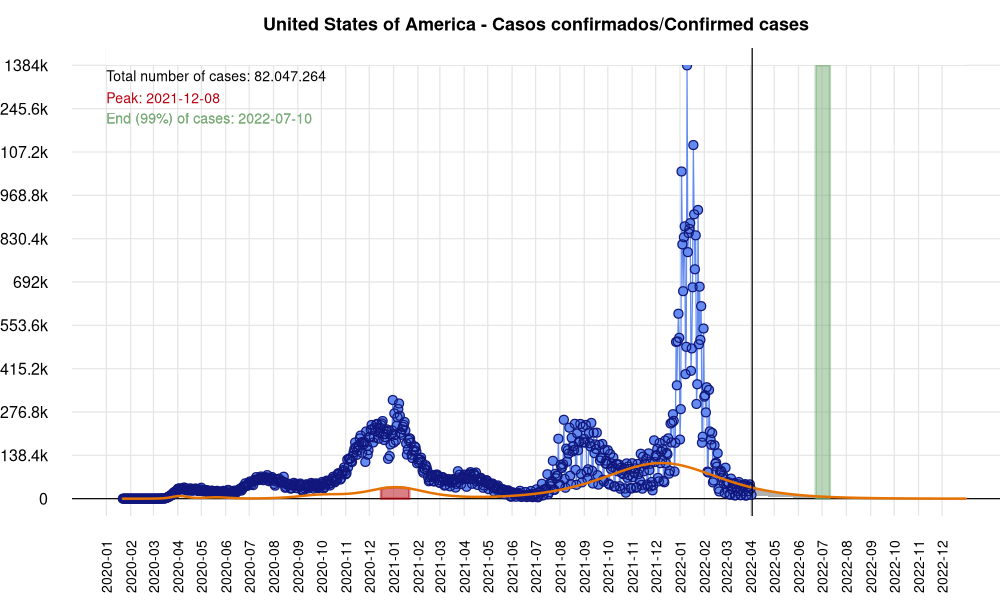 United States of America - Casos confirmados/Confirmed cases
Total number of cases: 82.047.264
Peak: 2021-12-08
End (99%) of cases: 2022-07-10
1384k
245.6k
107.2k
968.8k
830.4k
692k
553.6k
415.2k
276.8k
138.4k
0
2020-01
2020-02
2020-03
2020-04
2020-05
2020-06
2020-07
2020-08
2020-09
2020-10
2020-11
2020-12
2021-01
2021-02
2021-03
2021-04
2021-05
2021-06
2021-07
2021-08
2021-09
2021-10
2021-11
2021-12
2022-01
2022-02
2022-03
2022-04
2022-05
2022-06
2022-07
2022-08
2022-09
2022-10
2022-11
2022-12